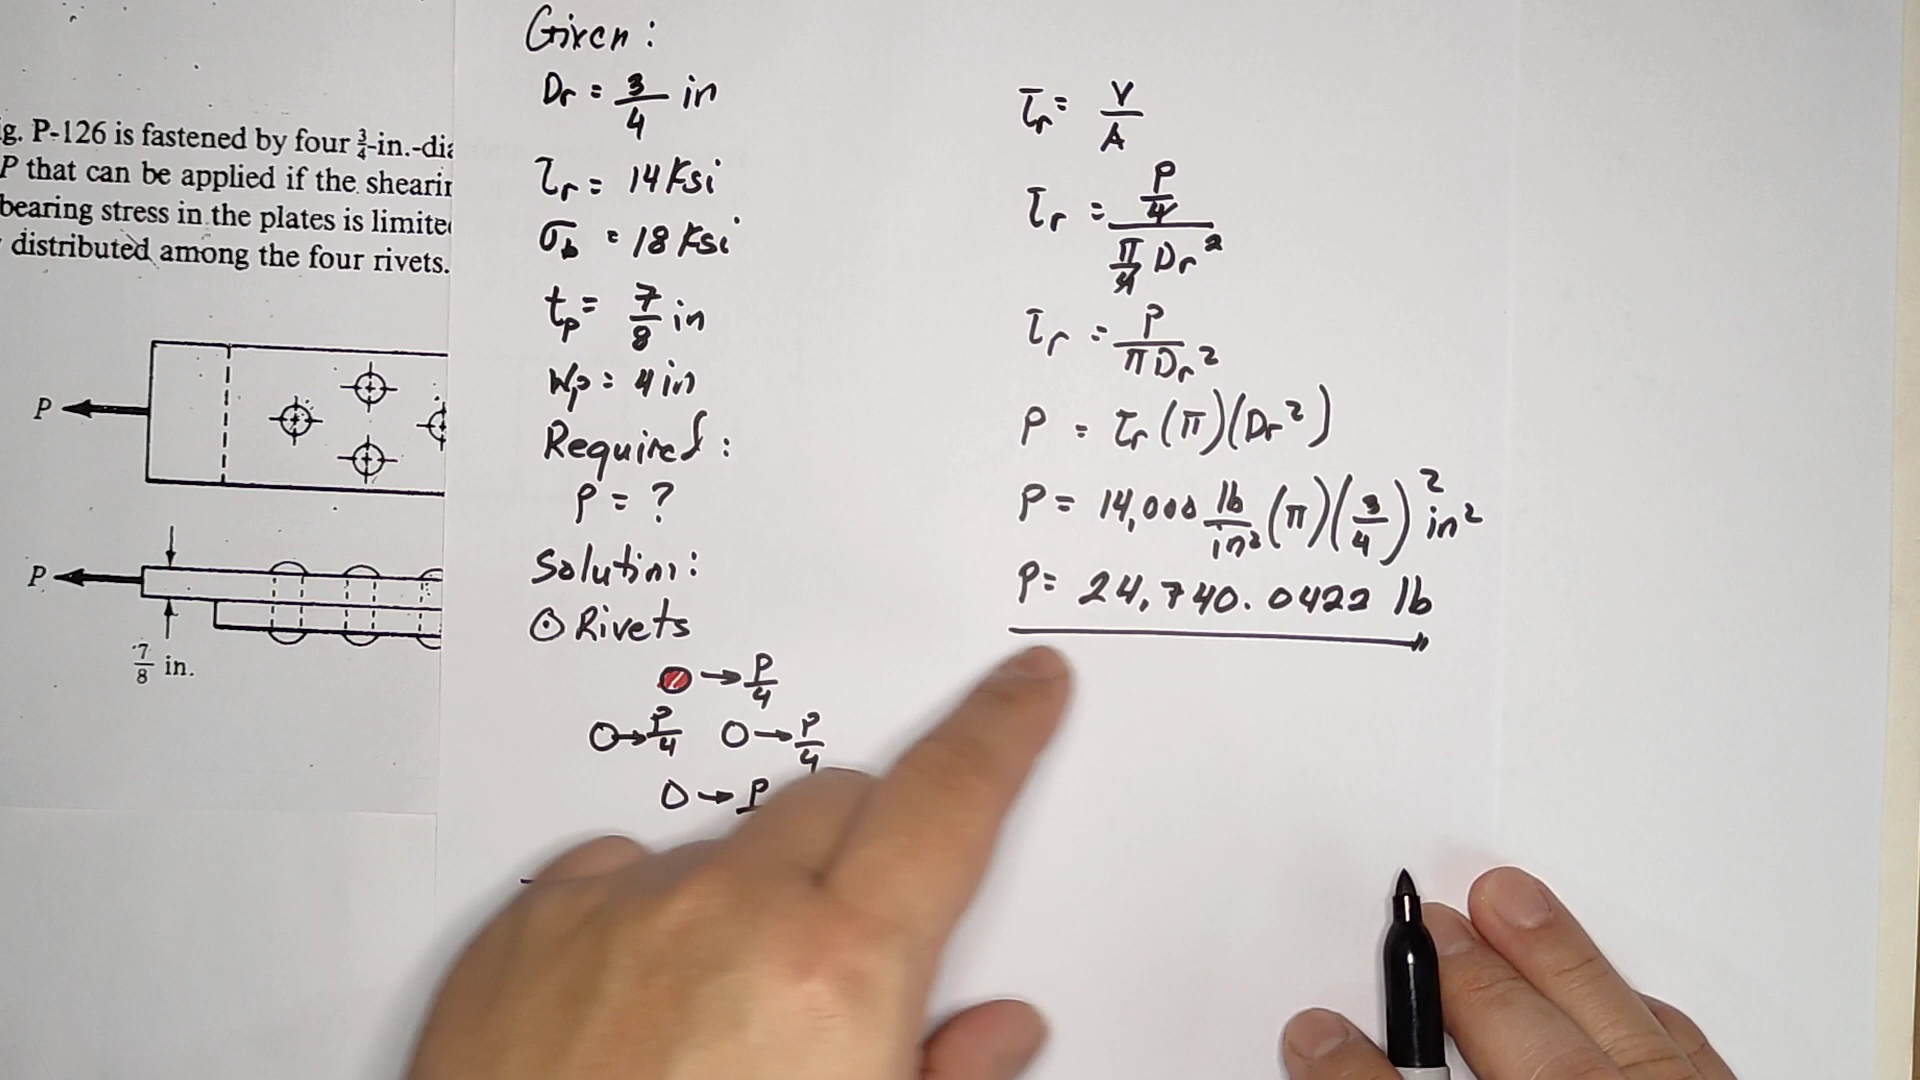 g. P-126 is fastened by four 3/4-in.-dia
P that can be applied if the shearin
bearing stress in the plates is limite
distributed among the four rivets.
P
P
7/8 in.
Given:
Dr = 3/4 in
τr = 14 Ksi
σb = 18 Ksi
tp = 7/8 in
Wp = 4 in
Required:
P = ?
Solution:
⊙ Rivets
→ P/4
O→ P/4 O→ P/4
O→ P
τr = V/A
τr = (P/4)/(π/4 Dr²)
τr = P/(πDr²)
P = τr (π)(Dr²)
P = 14,000 lb/in² (π)(3/4)² in²
P = 24,740.0422 lb